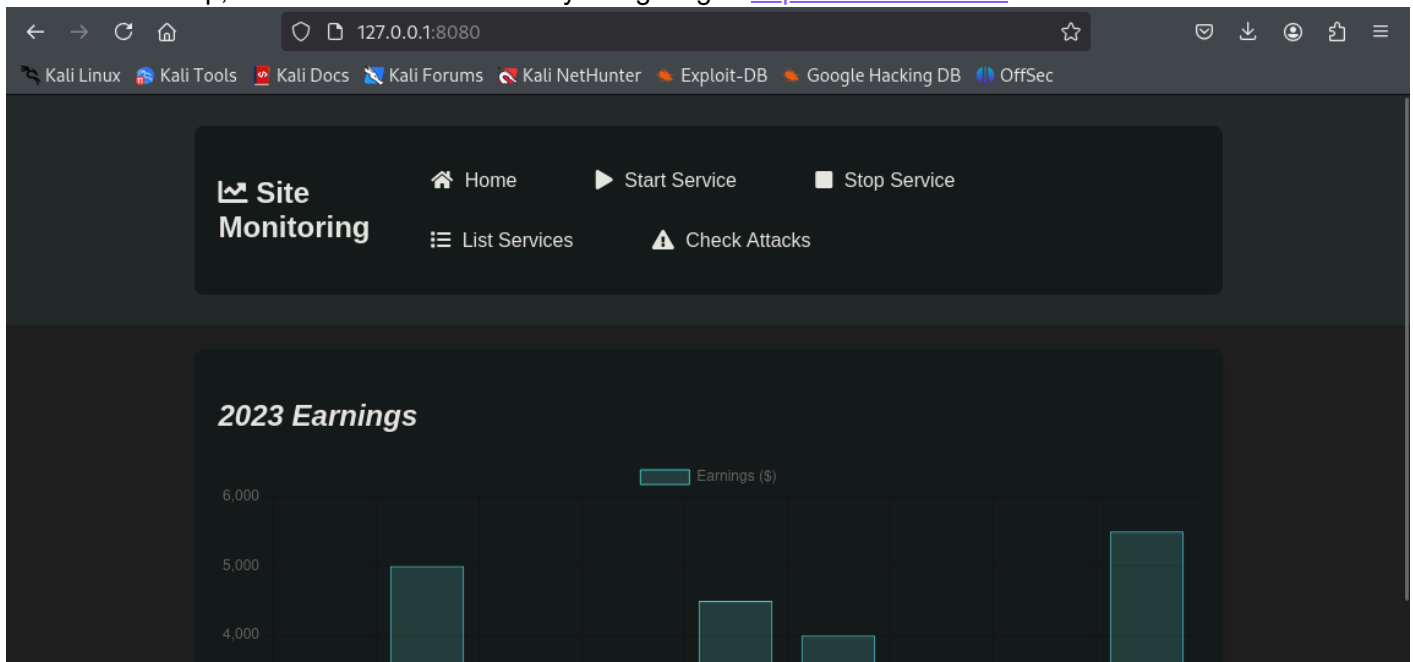 127.0.0.1:8080
Kali Linux Kali Tools Kali Docs Kali Forums Kali NetHunter Exploit-DB Google Hacking DB OffSec
Site Monitoring
Home Start Service Stop Service
List Services Check Attacks
2023 Earnings
Earnings ($)
6,000
5,000
4,000